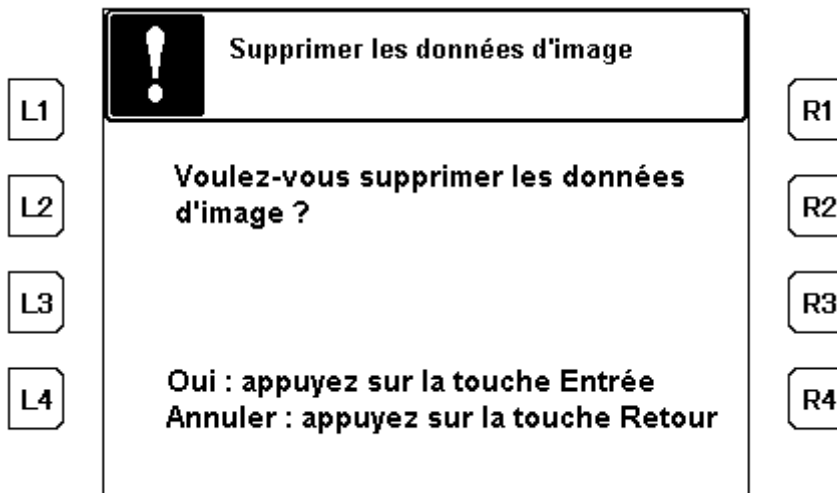 Supprimer les données d'image
L1
R1
Voulez-vous supprimer les données
d'image ?
L2
R2
L3
R3
Oui : appuyez sur la touche Entrée
Annuler : appuyez sur la touche Retour
L4
R4